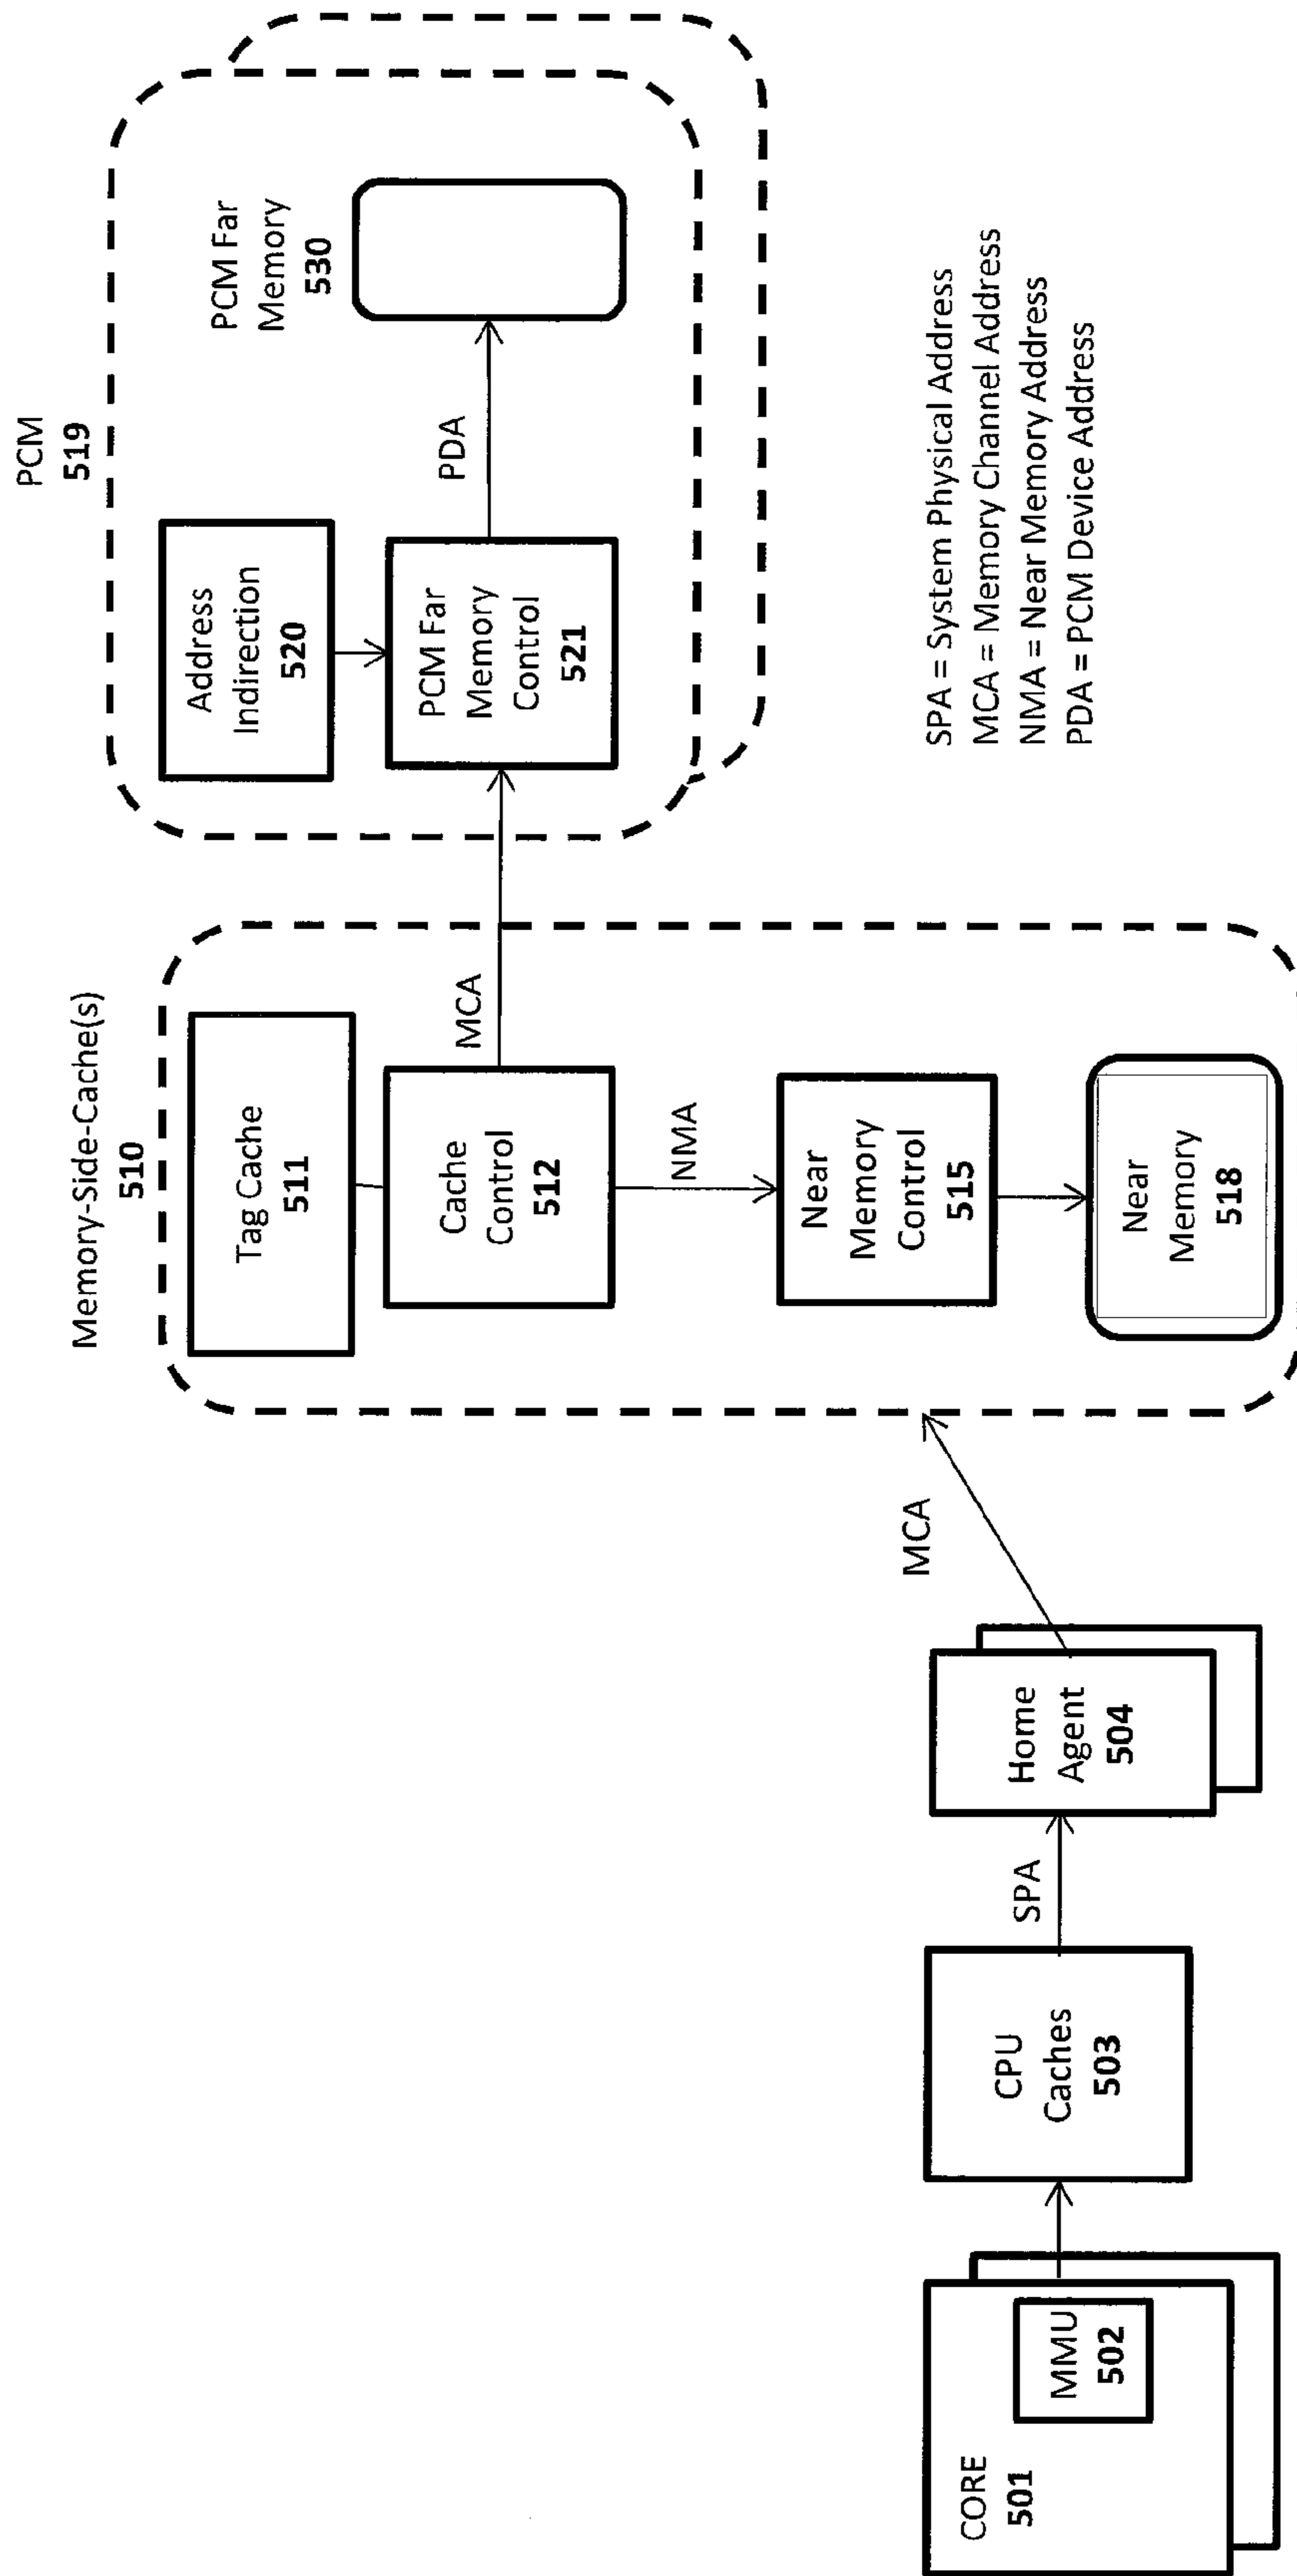 PCM
519
Address
Indirection
520
PCM Far
Memory
Control
521
PDA
PCM Far
Memory
530
Memory-Side-Cache(s)
510
Tag Cache
511
Cache
Control
512
MCA
NMA
Near
Memory
Control
515
Near
Memory
518
MCA
CORE
501
MMU
502
CPU
Caches
503
SPA
Home
Agent
504
SPA = System Physical Address
MCA = Memory Channel Address
NMA = Near Memory Address
PDA = PCM Device Address